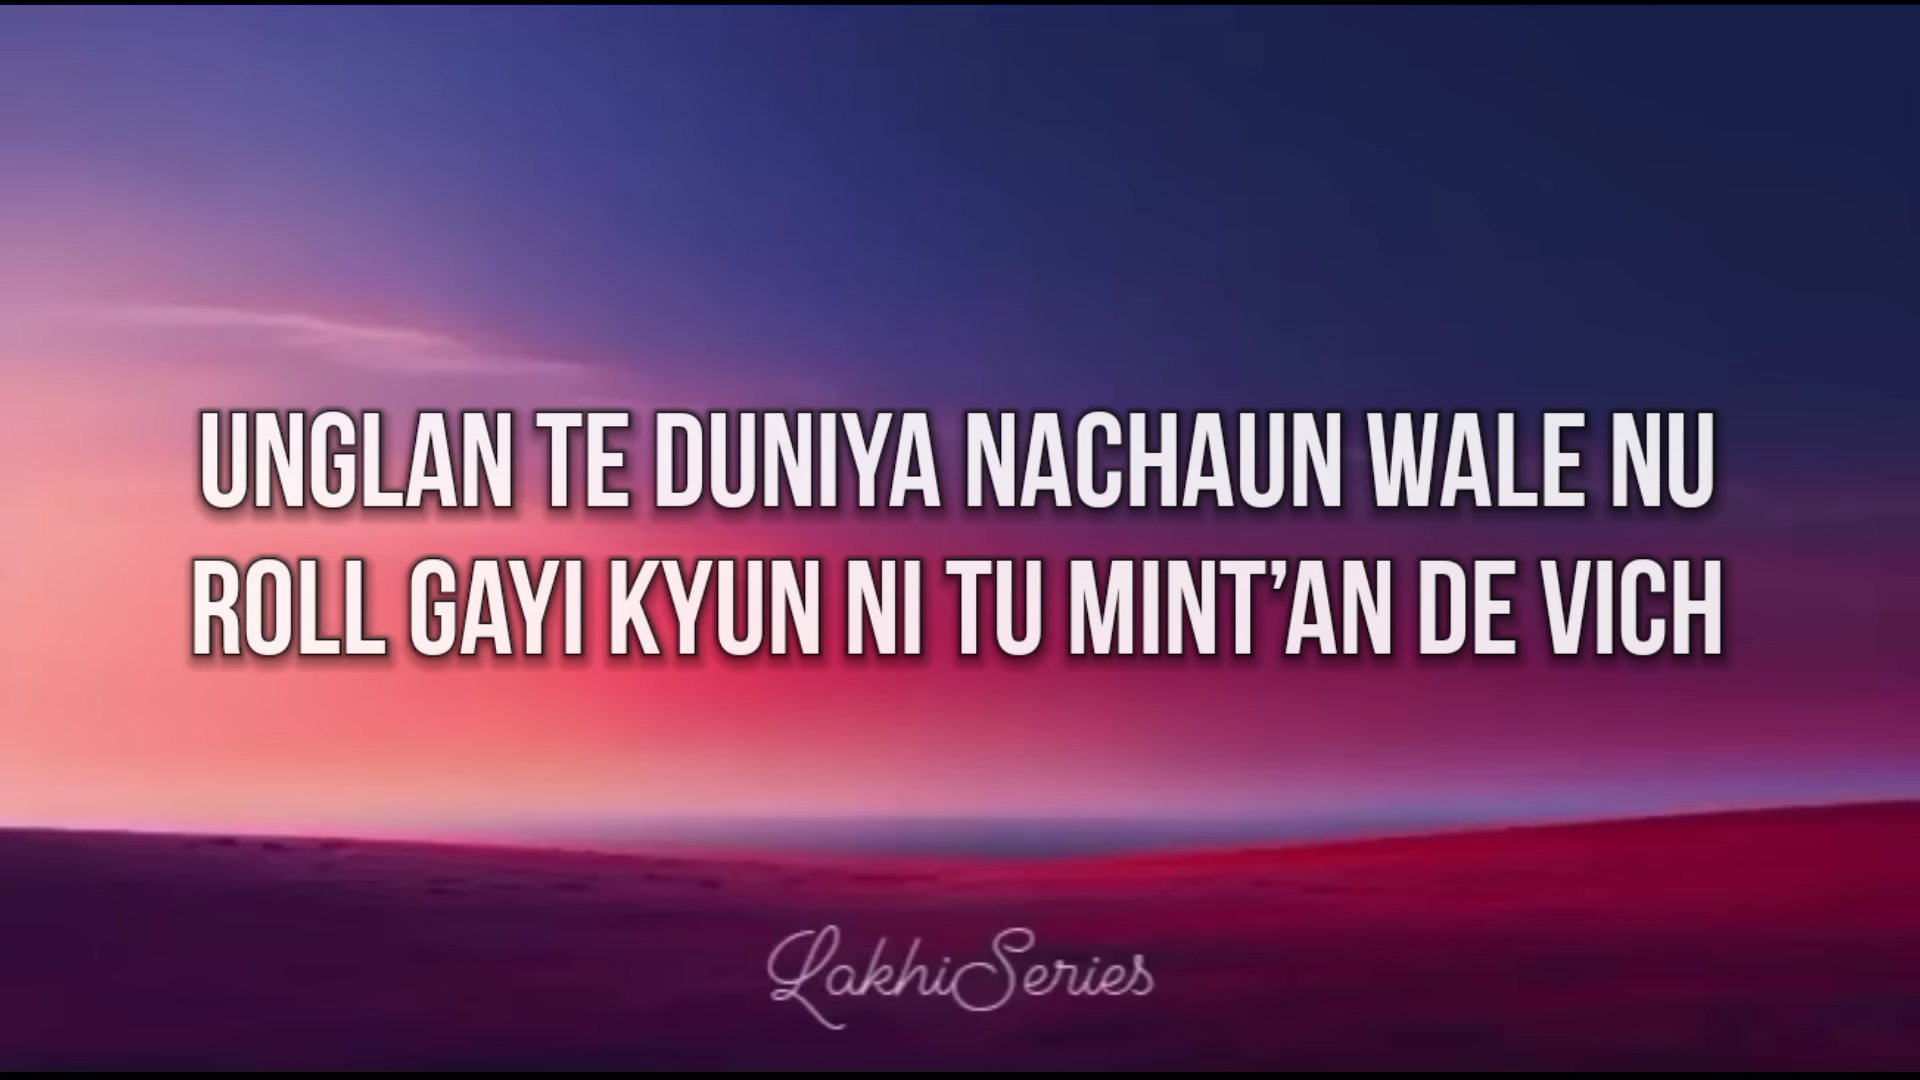 UNGLAN TE DUNIYA NACHAUN WALE NU
ROLL GAYI KYUN NI TU MINT’AN DE VICH
LakhiSeries